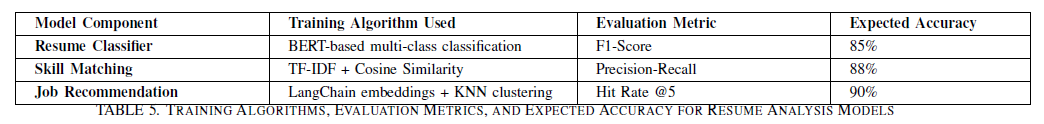 Model Component Training Algorithm Used Evaluation Metric Expected Accuracy
Resume Classifier BERT-based multi-class classification F1-Score 85%
Skill Matching TF-IDF + Cosine Similarity Precision-Recall 88%
Job Recommendation LangChain embeddings + KNN clustering Hit Rate @5 90%
TABLE 5. TRAINING ALGORITHMS, EVALUATION METRICS, AND EXPECTED ACCURACY FOR RESUME ANALYSIS MODELS